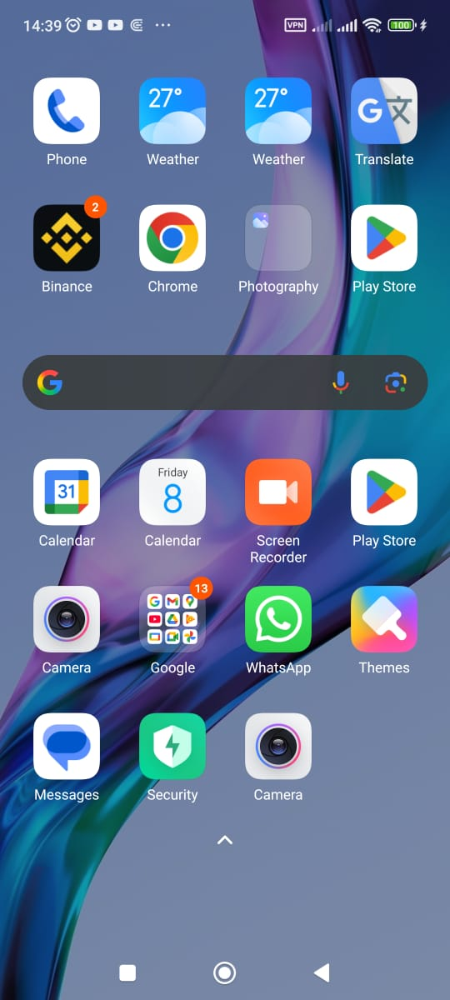 14:39
VPN
100
27°
27°
Phone
Weather
Weather
Translate
2
Binance
Chrome
Photography
Play Store
31
Friday
8
Calendar
Calendar
Screen
Recorder
Play Store
13
Camera
Google
WhatsApp
Themes
Messages
Security
Camera